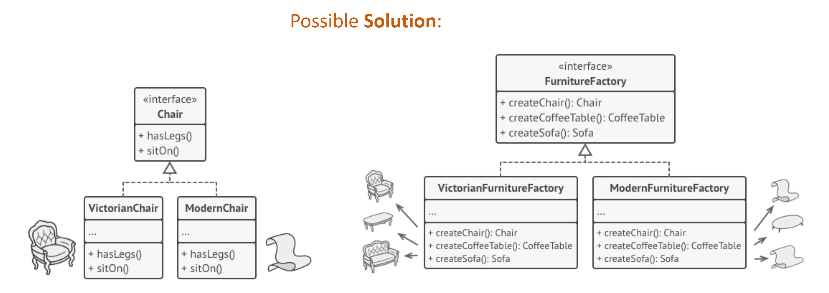 Possible Solution:
«interface»
Chair
+ hasLegs()
+ sitOn()
VictorianChair
...
+ hasLegs()
+ sitOn()
ModernChair
...
+ hasLegs()
+ sitOn()
«interface»
FurnitureFactory
+ createChair(): Chair
+ createCoffeeTable(): CoffeeTable
+ createSofa(): Sofa
VictorianFurnitureFactory
...
+ createChair(): Chair
+ createCoffeeTable(): CoffeeTable
+ createSofa(): Sofa
ModernFurnitureFactory
...
+ createChair(): Chair
+ createCoffeeTable(): CoffeeTable
+ createSofa(): Sofa